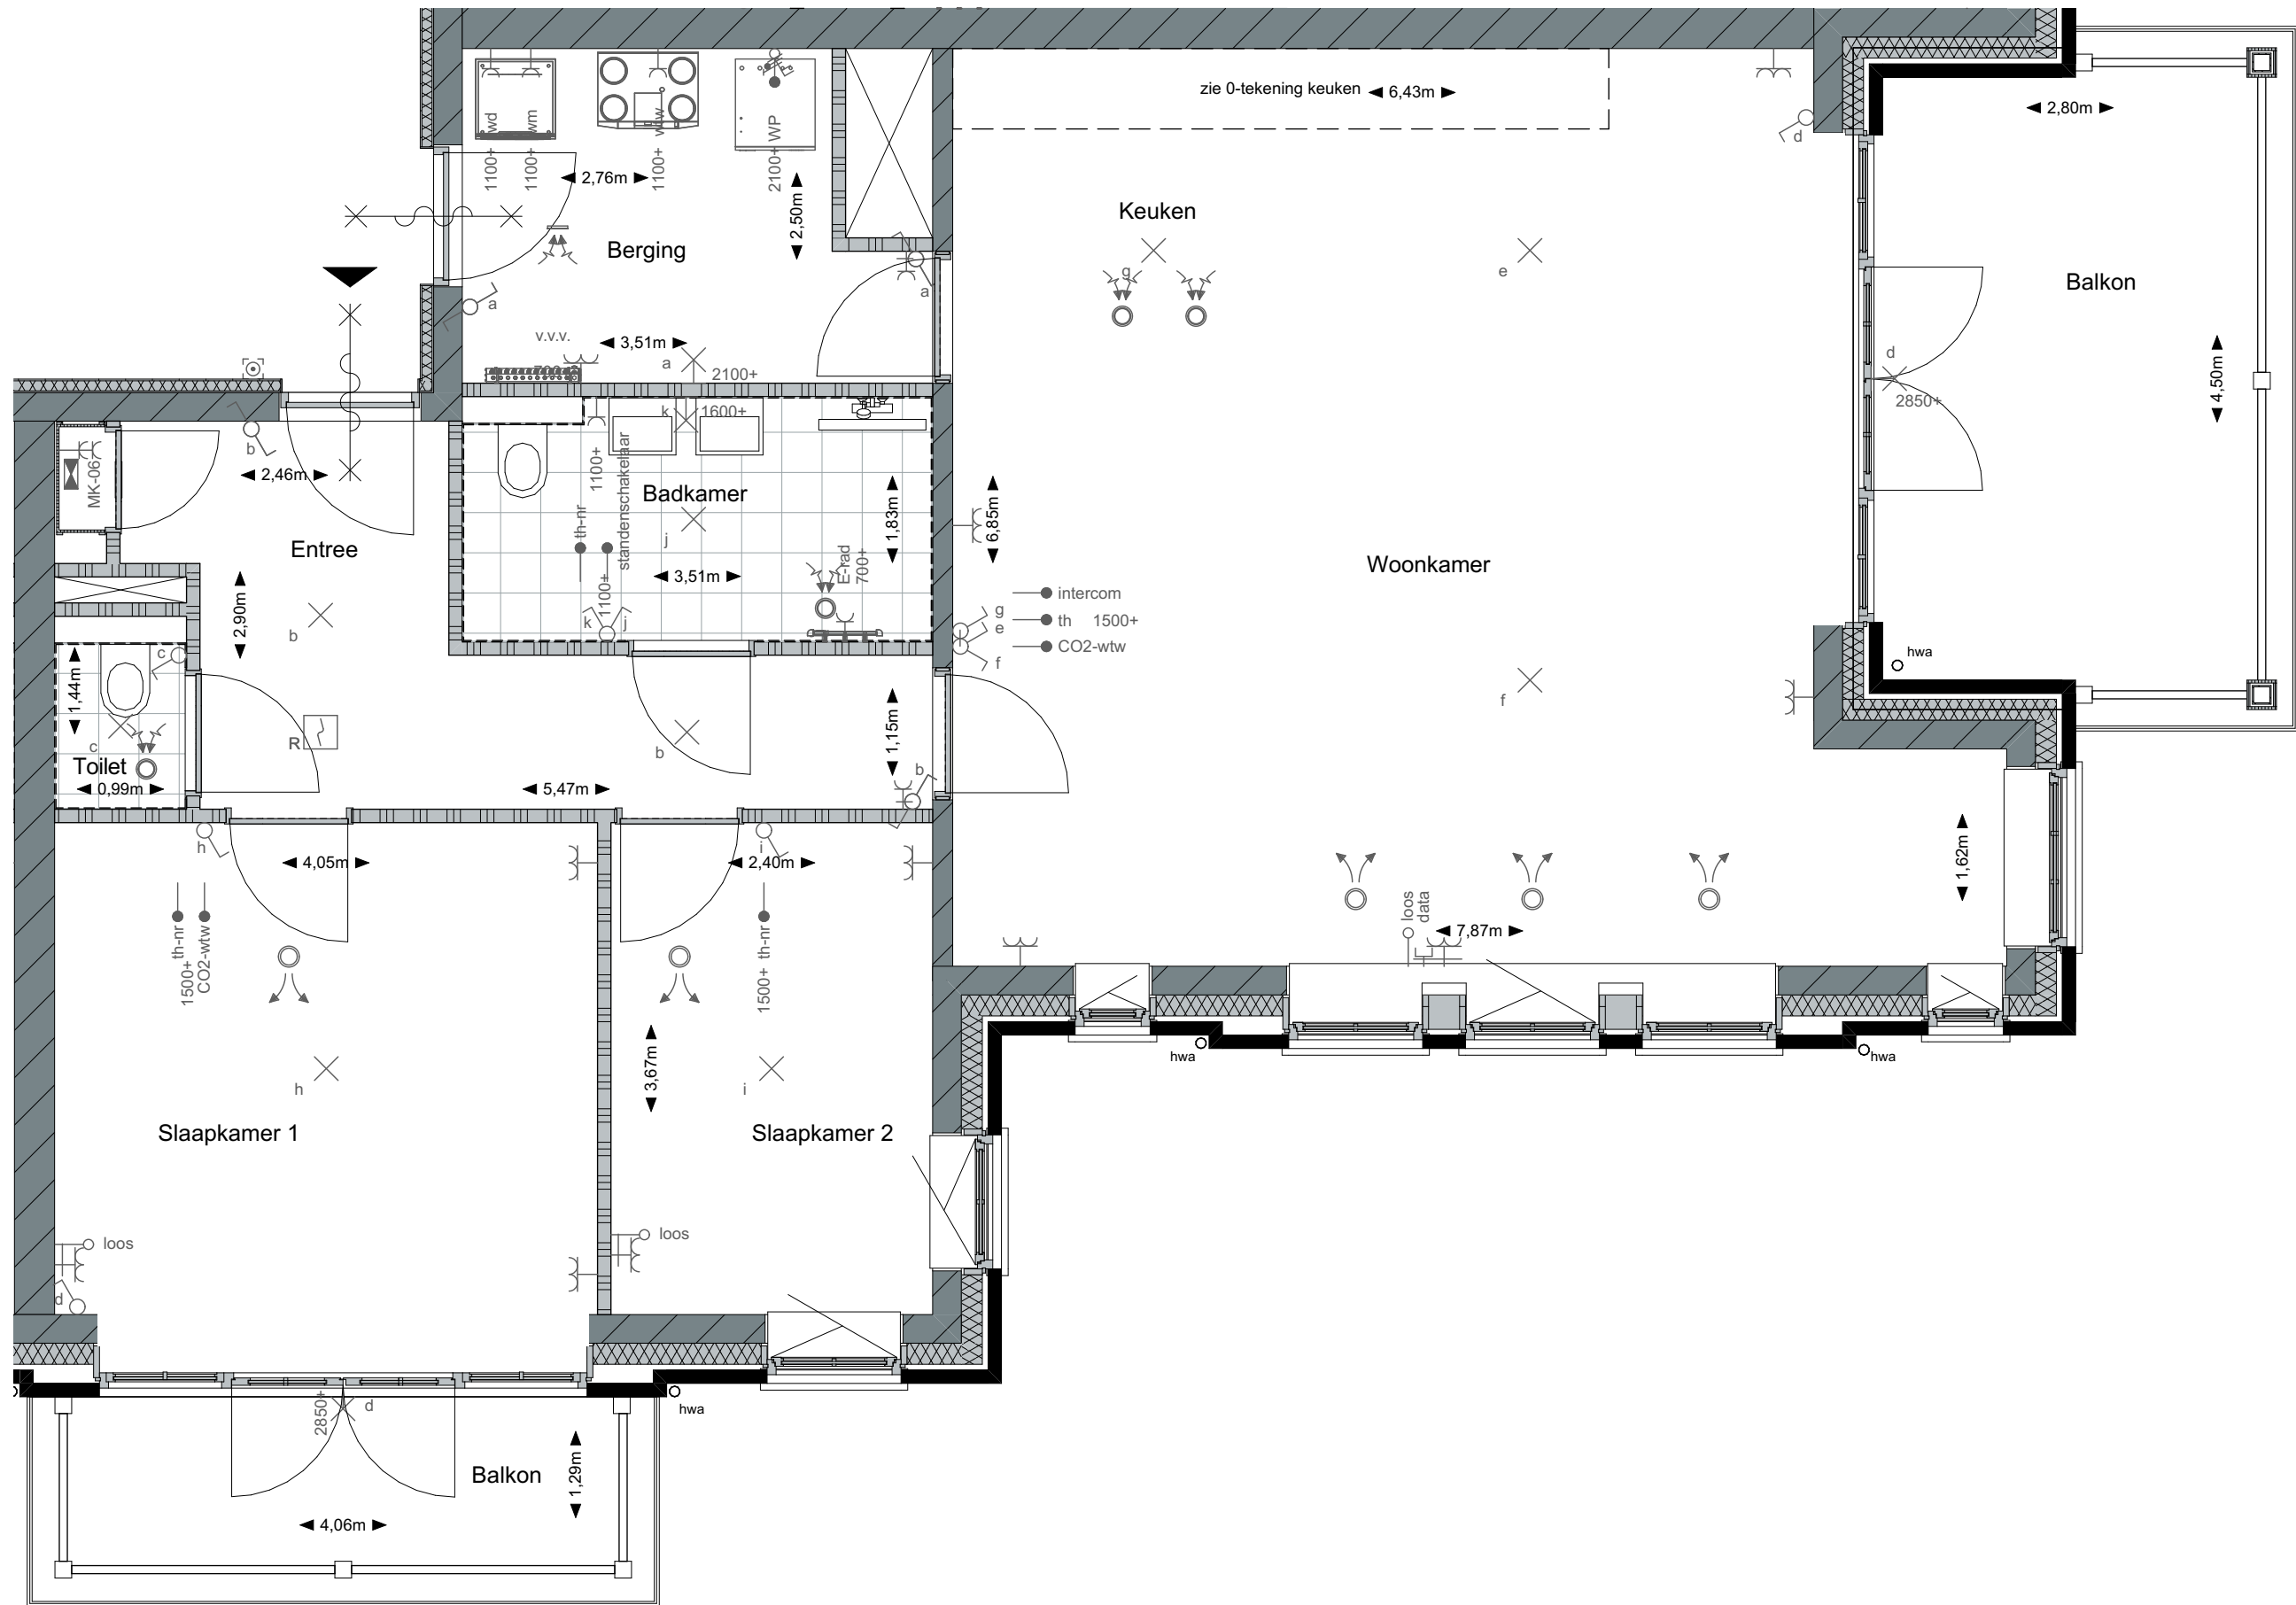 zie 0-tekening keuken 6,43m
2,80m
wd
wm
wtw
WP
1100+
1100+
1100+
2100+
d
2,76m
2,50m
Keuken
Berging
g
e
a
a
Balkon
v.v.v.
3,51m
a
2100+
d
2850+
4,50m
k
1600+
b
MK-06
2,46m
1100+
standenschakelaar
th-nr
Badkamer
j
1,83m
6,85m
Entree
3,51m
E-rad
700+
Woonkamer
1100+
k
j
2,90m
b
intercom
g
th 1500+
e
CO2-wtw
f
hwa
c
1,44m
f
R
c
b
1,15m
Toilet
0,99m
5,47m
b
h
4,05m
i
2,40m
1,62m
th-nr
1500+
CO2-wtw
1500+ th-nr
loos
data
7,87m
hwa
hwa
3,67m
h
i
Slaapkamer 1
Slaapkamer 2
loos
loos
d
2850+
d
hwa
Balkon
1,29m
4,06m